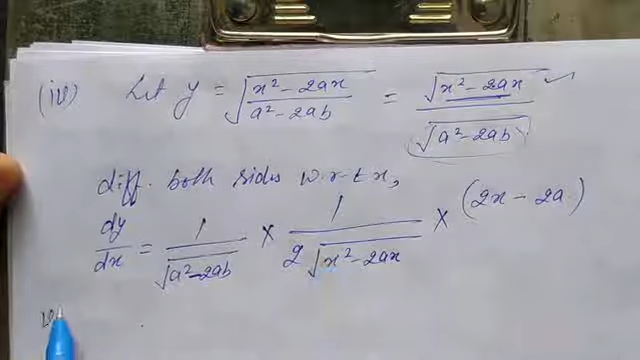 (iv) Let y = √((x² - 2ax)/(a² - 2ab)) = √(x² - 2ax)/√(a² - 2ab) ✓
diff. both sides w.r.t x,
dy/dx = 1/√(a² - 2ab) × 1/(2√(x² - 2ax)) × (2x - 2a)